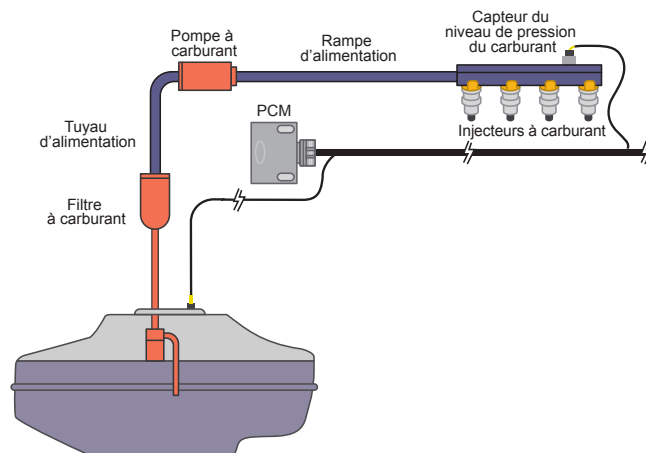 Pompe à
carburant
Rampe
d'alimentation
Capteur du
niveau de pression
du carburant
PCM
Injecteurs à carburant
Tuyau
d'alimentation
Filtre
à carburant